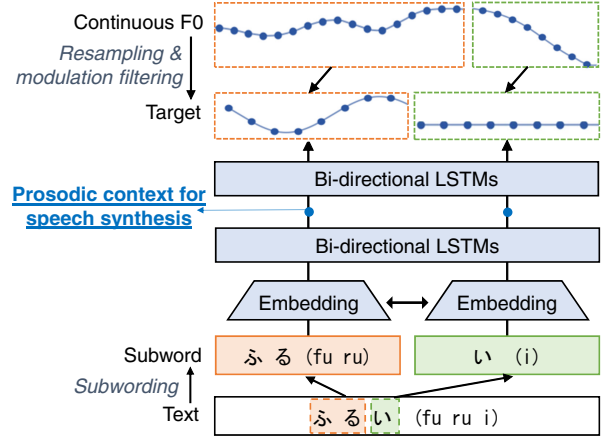 Continuous F0
Resampling &
modulation filtering
Target
Bi-directional LSTMs
Prosodic context for
speech synthesis
Bi-directional LSTMs
Embedding
Embedding
Subword
ふ る (fu ru)
い (i)
Subwording
Text
ふ る い (fu ru i)